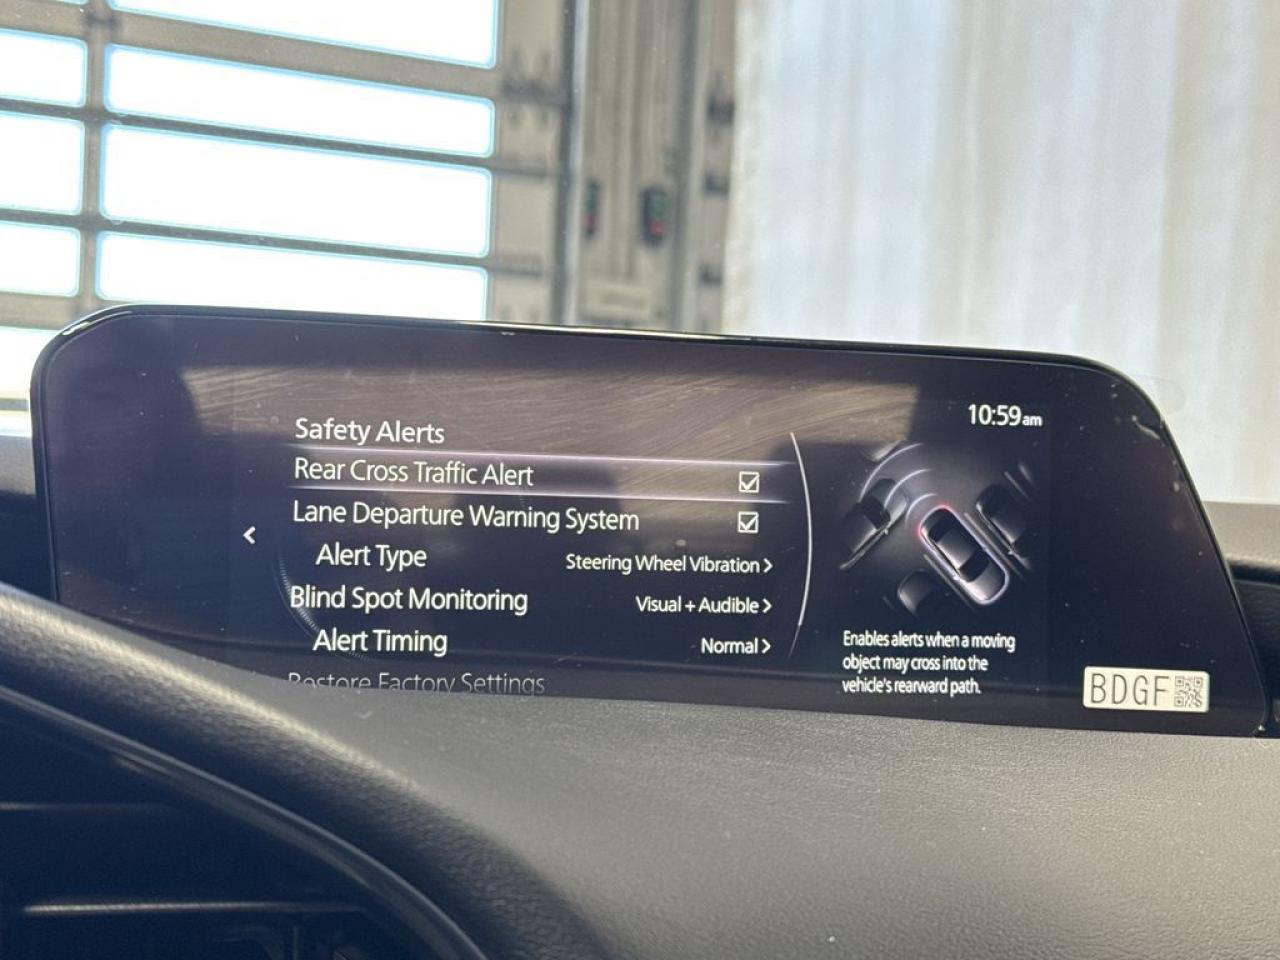 10:59am
Safety Alerts
Rear Cross Traffic Alert
Lane Departure Warning System
Alert Type Steering Wheel Vibration >
Blind Spot Monitoring Visual + Audible >
Alert Timing Normal >
Restore Factory Settings
Enables alerts when a moving
object may cross into the
vehicle's rearward path.
BDGF